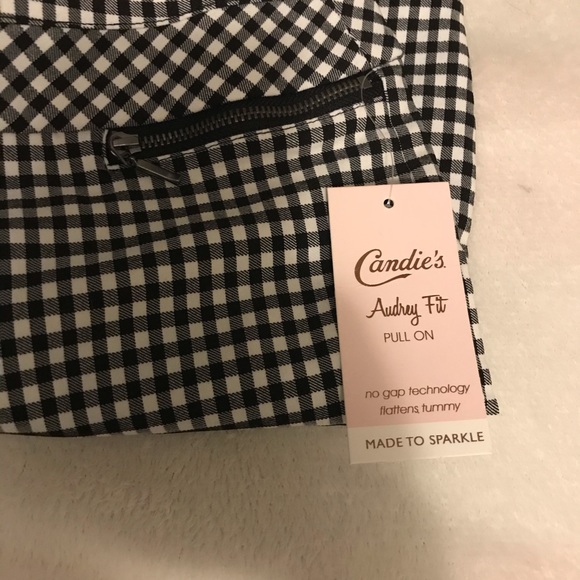 Candie's.
Audrey Fit
PULL ON
no gap technology
flattens tummy
MADE TO SPARKLE